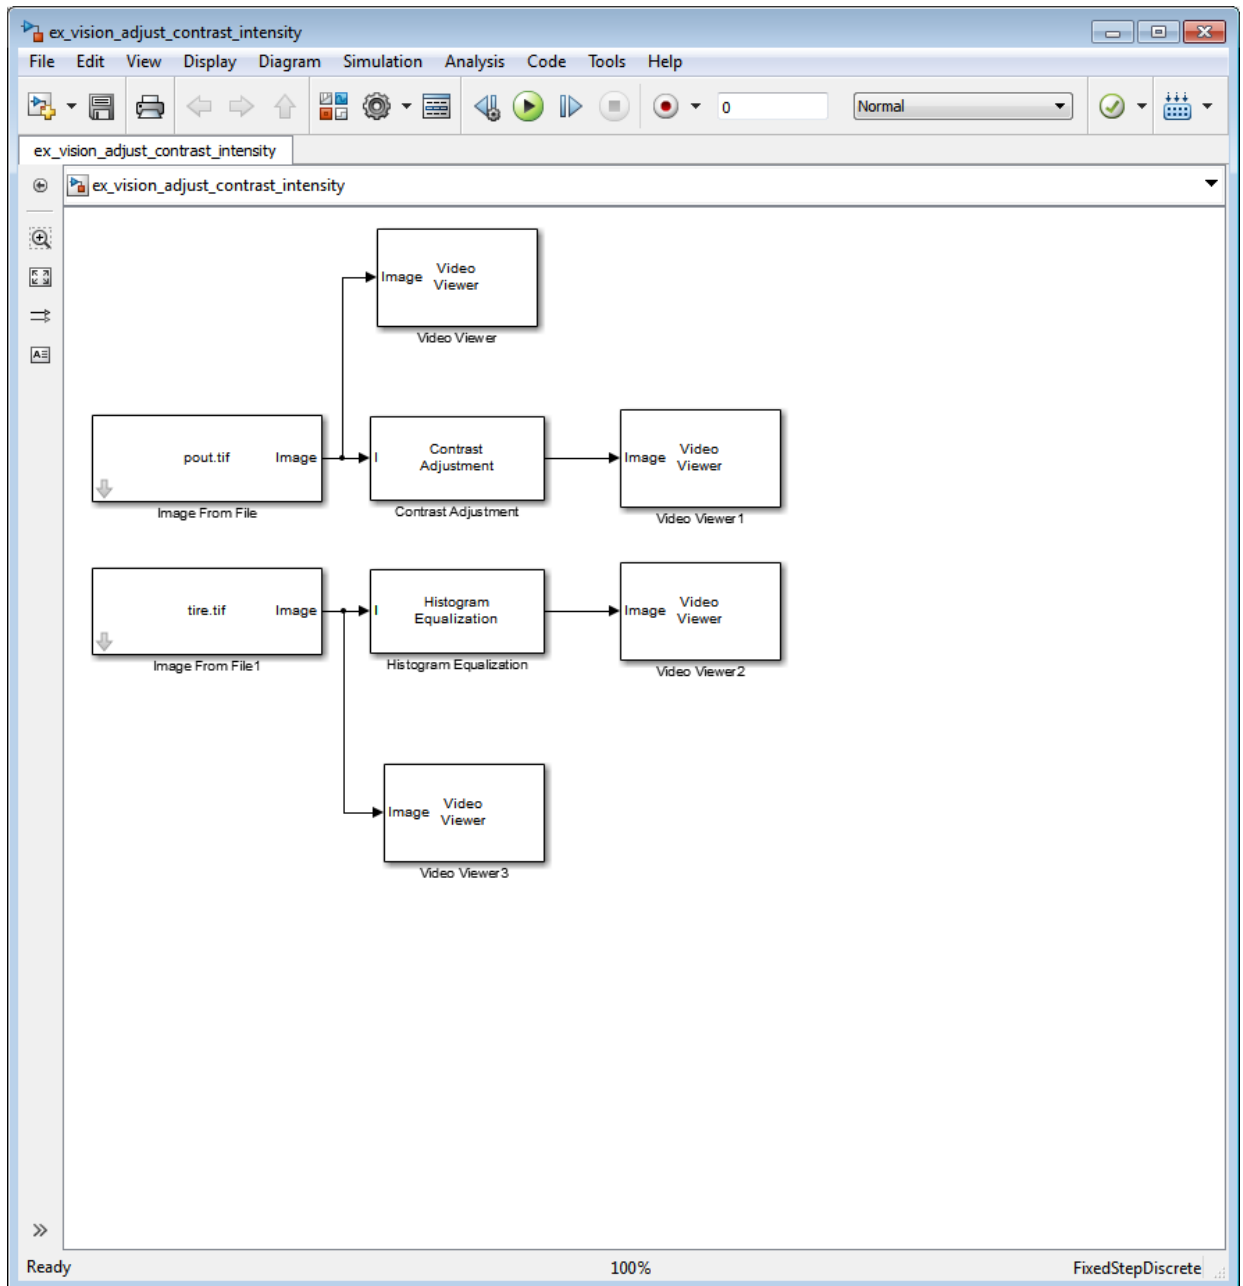 ex_vision_adjust_contrast_intensity
File Edit View Display Diagram Simulation Analysis Code Tools Help
0 Normal
ex_vision_adjust_contrast_intensity
ex_vision_adjust_contrast_intensity
Image Video
Viewer
Video Viewer
pout.tif Image
Image From File
I Contrast
Adjustment
Contrast Adjustment
Image Video
Viewer
Video Viewer1
tire.tif Image
Image From File1
I Histogram
Equalization
Histogram Equalization
Image Video
Viewer
Video Viewer2
Image Video
Viewer
Video Viewer3
Ready 100% FixedStepDiscrete